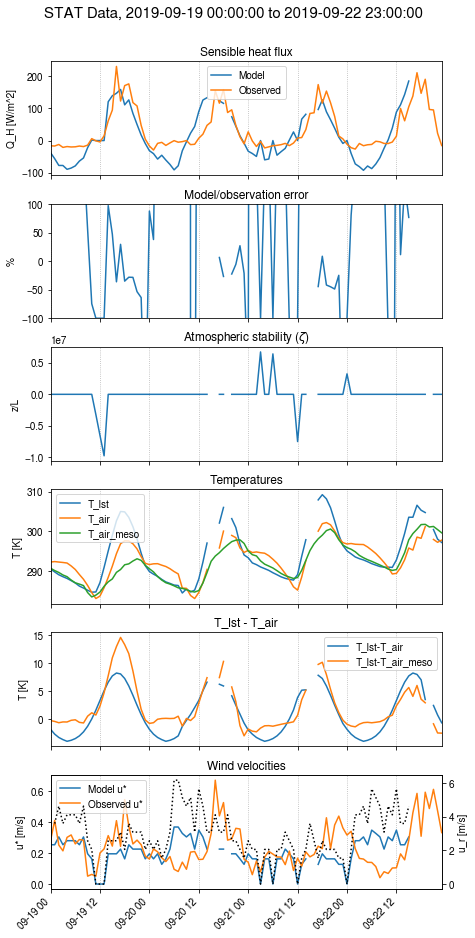 STAT Data, 2019-09-19 00:00:00 to 2019-09-22 23:00:00
Sensible heat flux
Q_H [W/m^2]
200
100
0
−100
Model
Observed
Model/observation error
%
100
50
0
−50
−100
Atmospheric stability (ζ)
1e7
z/L
0.5
0.0
−0.5
−1.0
Temperatures
T [K]
310
300
290
T_lst
T_air
T_air_meso
T_lst - T_air
T [K]
15
10
5
0
T_lst-T_air
T_lst-T_air_meso
Wind velocities
u* [m/s]
0.6
0.4
0.2
0.0
Model u*
Observed u*
6
4
2
0
u_r [m/s]
09-19 00
09-19 12
09-20 00
09-20 12
09-21 00
09-21 12
09-22 00
09-22 12